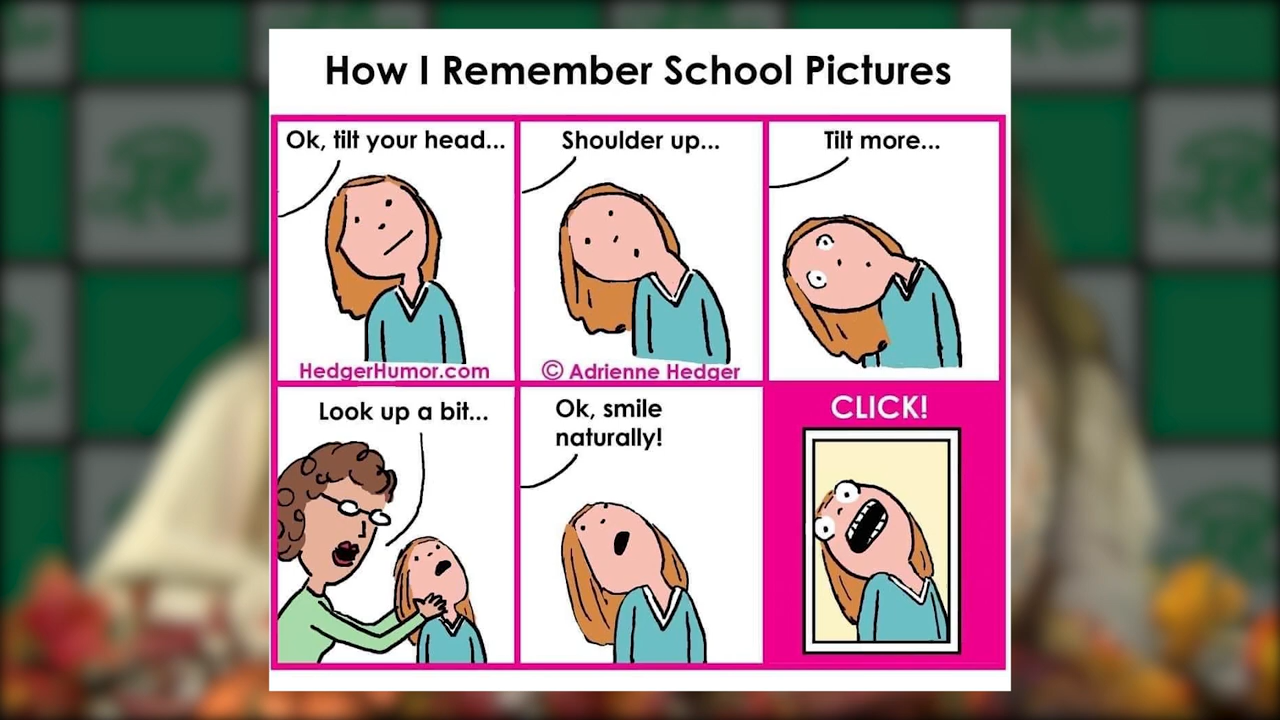 How I Remember School Pictures
Ok, tilt your head...
Shoulder up...
Tilt more...
HedgerHumor.com
© Adrienne Hedger
Look up a bit...
Ok, smile
naturally!
CLICK!